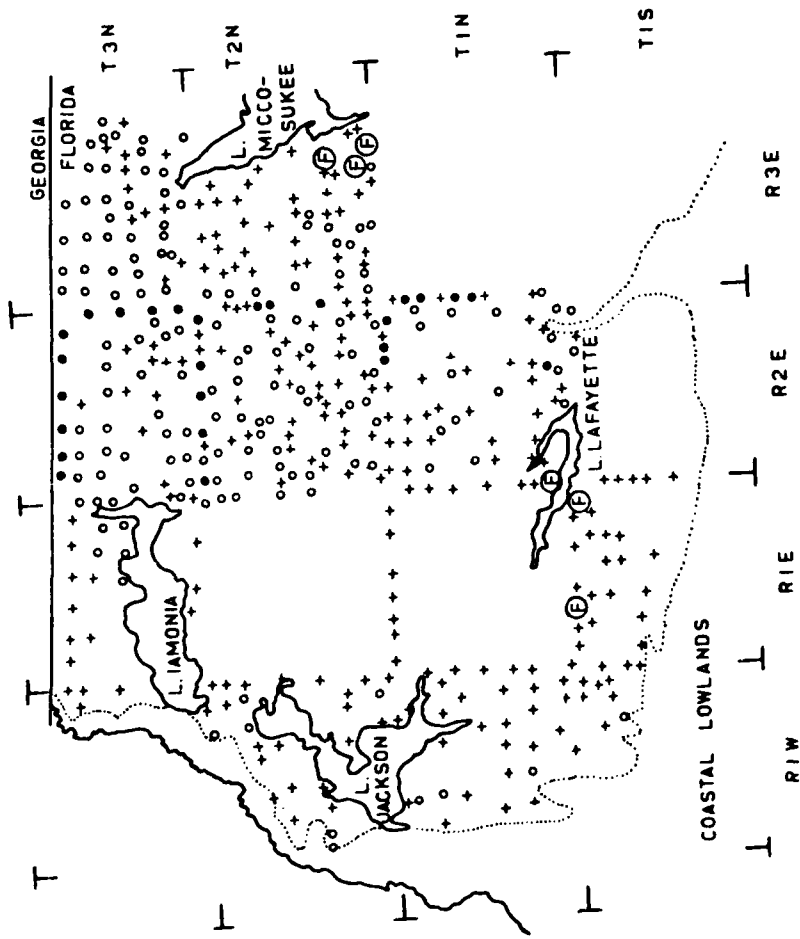 GEORGIA
FLORIDA
T3N
T2N
T1N
T1S
L.
MICCO-
SUKEE
L. IAMONIA
L.
JACKSON
L. LAFAYETTE
F
F
F
F
F
F
COASTAL LOWLANDS
R1W
R1E
R2E
R3E